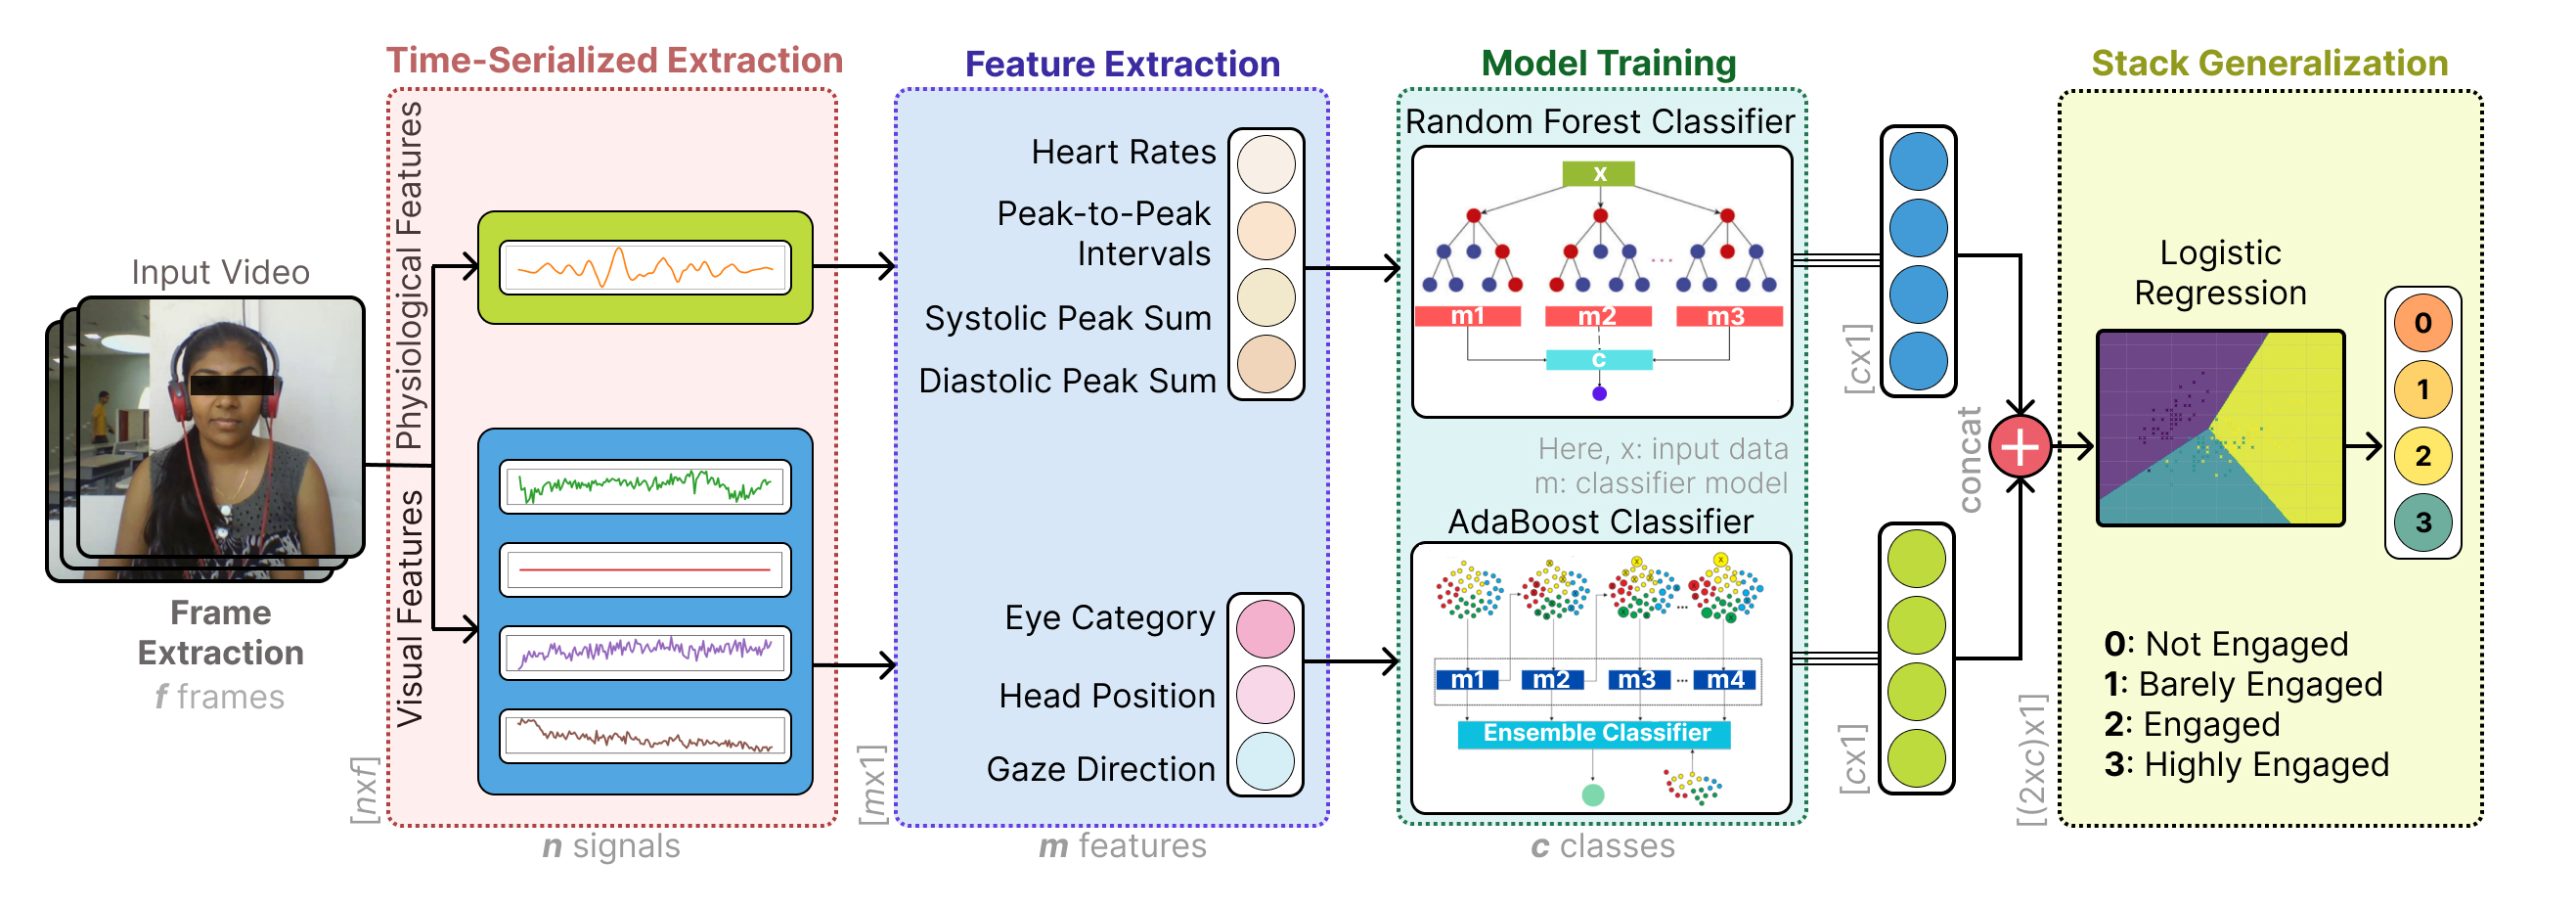 Time-Serialized Extraction
Feature Extraction
Model Training
Stack Generalization
Input Video
Frame
Extraction
f frames
Physiological Features
Visual Features
[nxf]
n signals
[mx1]
Heart Rates
Peak-to-Peak
Intervals
Systolic Peak Sum
Diastolic Peak Sum
Eye Category
Head Position
Gaze Direction
m features
Random Forest Classifier
x
m1 m2 m3
c
Here, x: input data
m: classifier model
AdaBoost Classifier
m1 m2 m3 m4
Ensemble Classifier
c classes
[cx1]
[cx1]
concat
[(2xc)x1]
Logistic
Regression
0
1
2
3
0: Not Engaged
1: Barely Engaged
2: Engaged
3: Highly Engaged